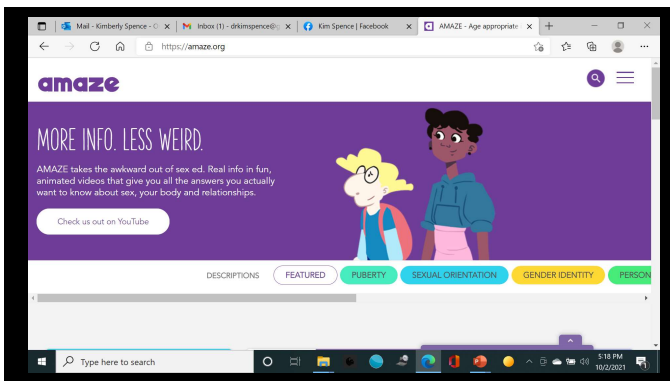 Mail - Kimberly Spence - O
Inbox (1) - drkimspence@g
Kim Spence | Facebook
AMAZE - Age appropriate
https://amaze.org
amaze
MORE INFO. LESS WEIRD.
AMAZE takes the awkward out of sex ed. Real info in fun,
animated videos that give you all the answers you actually
want to know about sex, your body and relationships.
Check us out on YouTube
DESCRIPTIONS FEATURED PUBERTY SEXUAL ORIENTATION GENDER IDENTITY PERSON
Type here to search
5:18 PM
10/2/2021